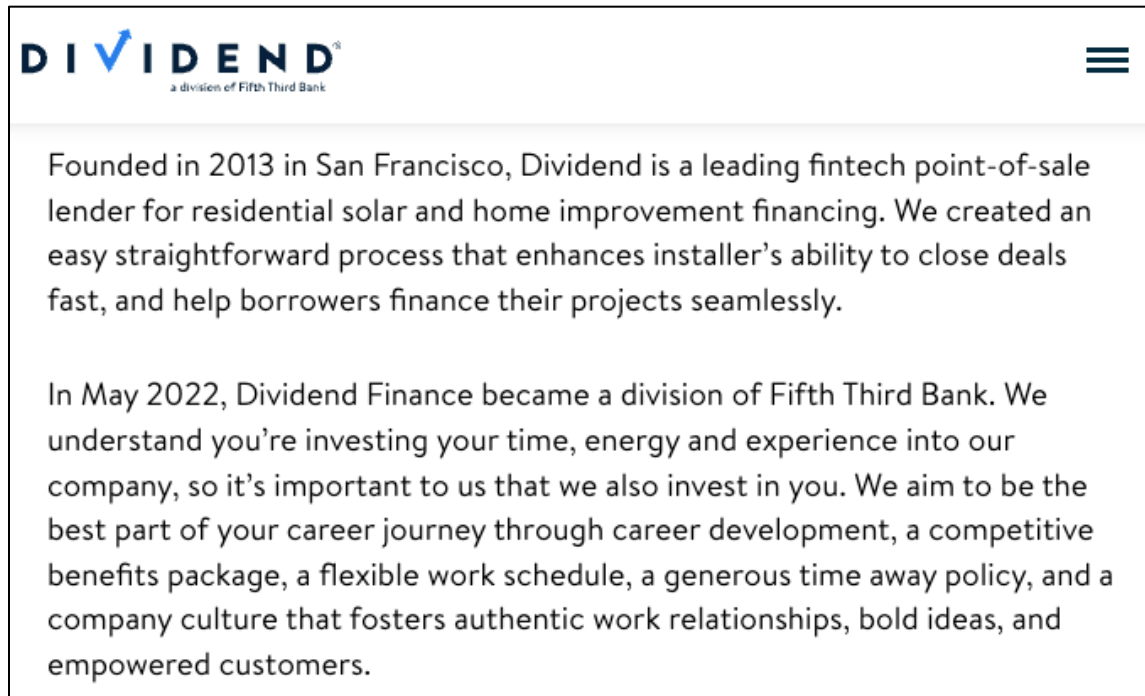 DIVIDEND
a division of Fifth Third Bank
Founded in 2013 in San Francisco, Dividend is a leading fintech point-of-sale
lender for residential solar and home improvement financing. We created an
easy straightforward process that enhances installer’s ability to close deals
fast, and help borrowers finance their projects seamlessly.
In May 2022, Dividend Finance became a division of Fifth Third Bank. We
understand you’re investing your time, energy and experience into our
company, so it’s important to us that we also invest in you. We aim to be the
best part of your career journey through career development, a competitive
benefits package, a flexible work schedule, a generous time away policy, and a
company culture that fosters authentic work relationships, bold ideas, and
empowered customers.